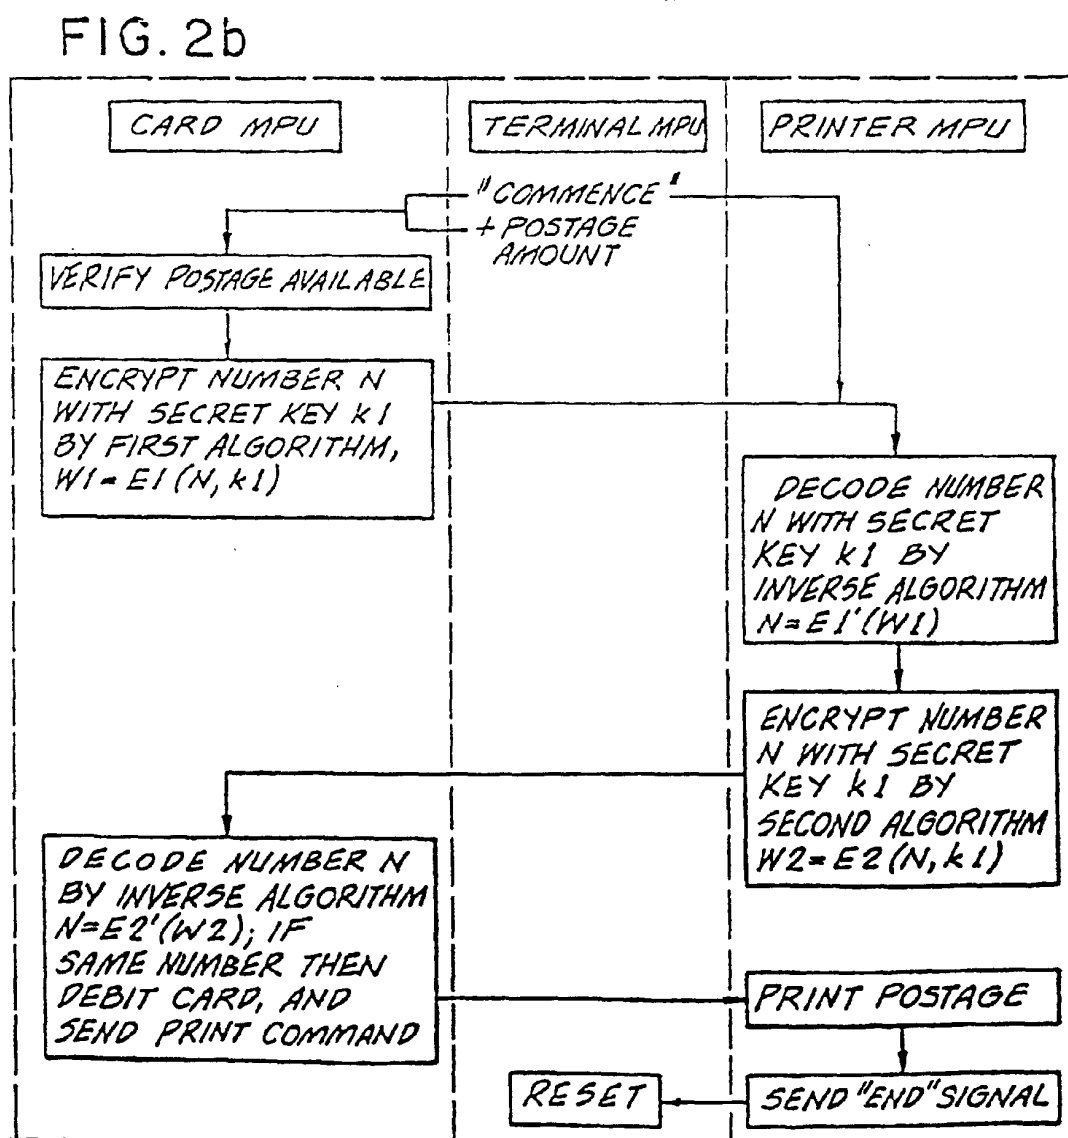 FIG. 2b
CARD MPU
TERMINAL MPU
PRINTER MPU
"COMMENCE"
+ POSTAGE
AMOUNT
VERIFY POSTAGE AVAILABLE
ENCRYPT NUMBER N
WITH SECRET KEY k1
BY FIRST ALGORITHM,
W1=E1(N,k1)
DECODE NUMBER
N WITH SECRET
KEY k1 BY
INVERSE ALGORITHM
N=E1'(W1)
ENCRYPT NUMBER
N WITH SECRET
KEY k1 BY
SECOND ALGORITHM
W2=E2(N,k1)
DECODE NUMBER N
BY INVERSE ALGORITHM
N=E2'(W2); IF
SAME NUMBER THEN
DEBIT CARD, AND
SEND PRINT COMMAND
PRINT POSTAGE
SEND "END" SIGNAL
RESET